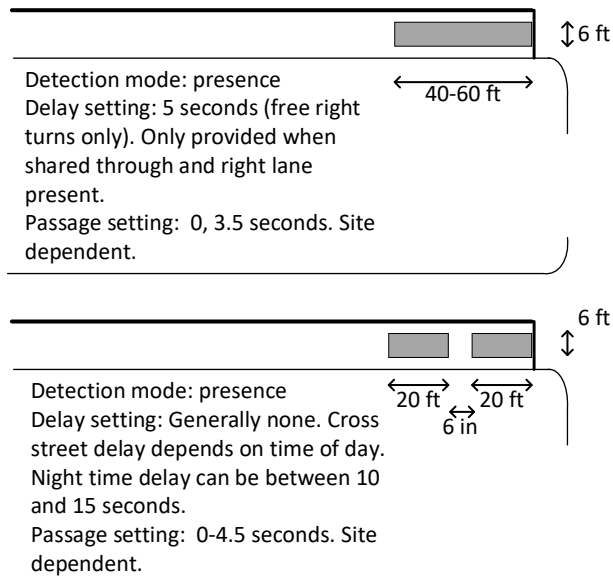 6 ft
40-60 ft
Detection mode: presence
Delay setting: 5 seconds (free right
turns only). Only provided when
shared through and right lane
present.
Passage setting:  0, 3.5 seconds. Site
dependent.
6 ft
20 ft
20 ft
6 in
Detection mode: presence
Delay setting: Generally none. Cross
street delay depends on time of day.
Night time delay can be between 10
and 15 seconds.
Passage setting:  0-4.5 seconds. Site
dependent.